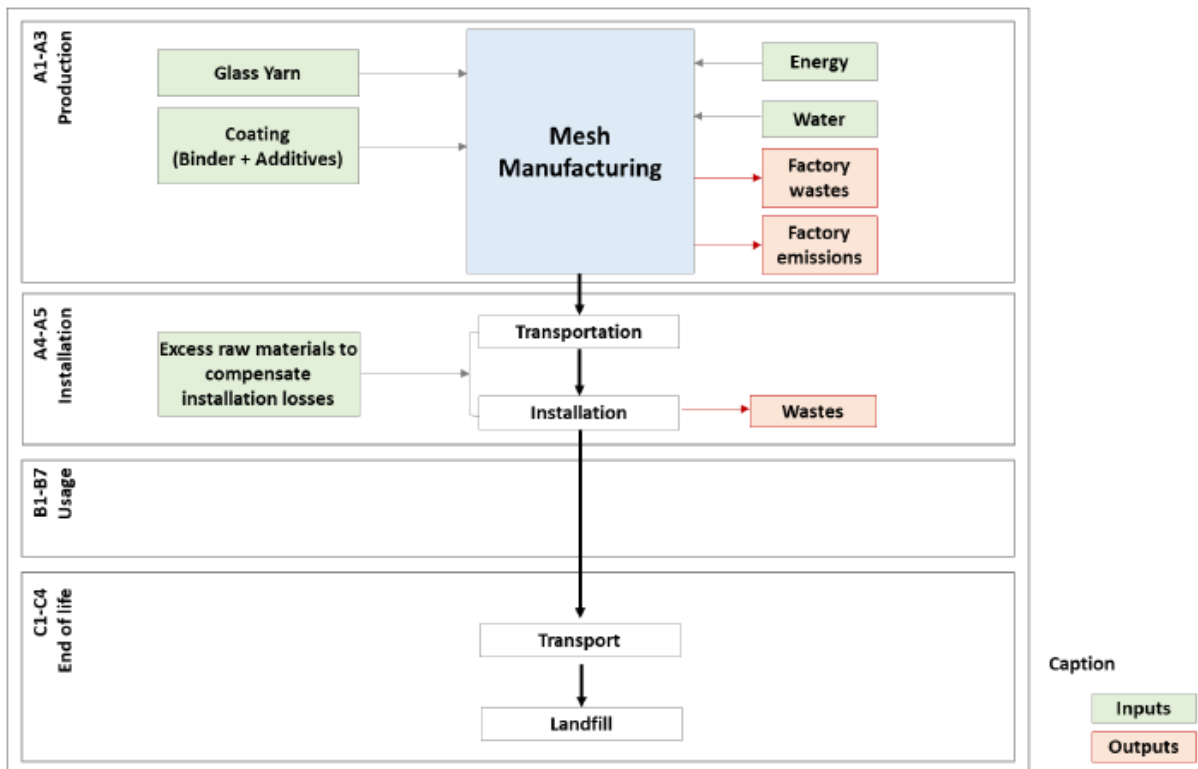 A1-A3
Production
Glass Yarn
Coating
(Binder + Additives)
Mesh
Manufacturing
Energy
Water
Factory
wastes
Factory
emissions
A4-A5
Installation
Excess raw materials to
compensate
installation losses
Transportation
Installation
Wastes
B1-B7
Usage
C1-C4
End of life
Transport
Landfill
Caption
Inputs
Outputs